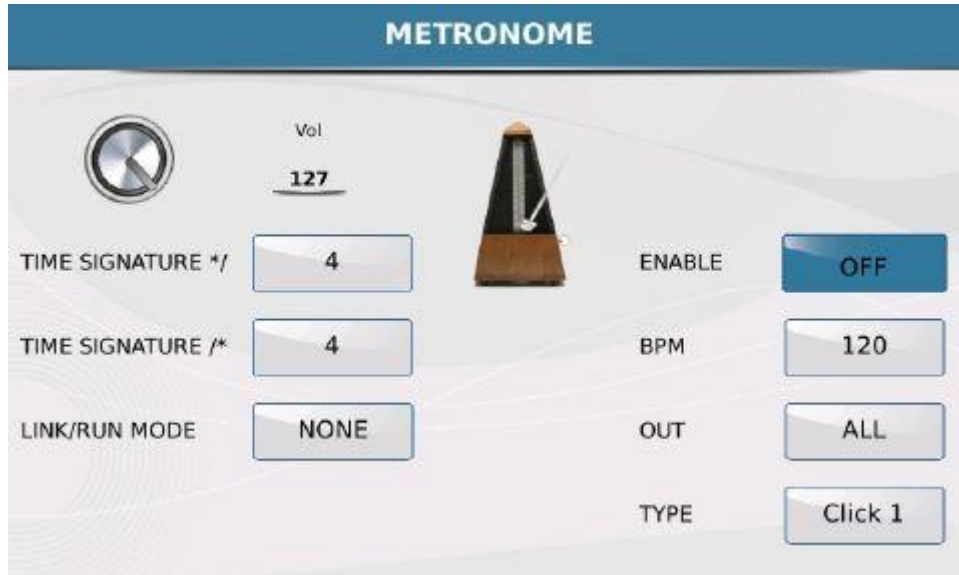 METRONOME
Vol
127
TIME SIGNATURE */ 4
ENABLE OFF
TIME SIGNATURE /* 4
BPM 120
LINK/RUN MODE NONE
OUT ALL
TYPE Click 1